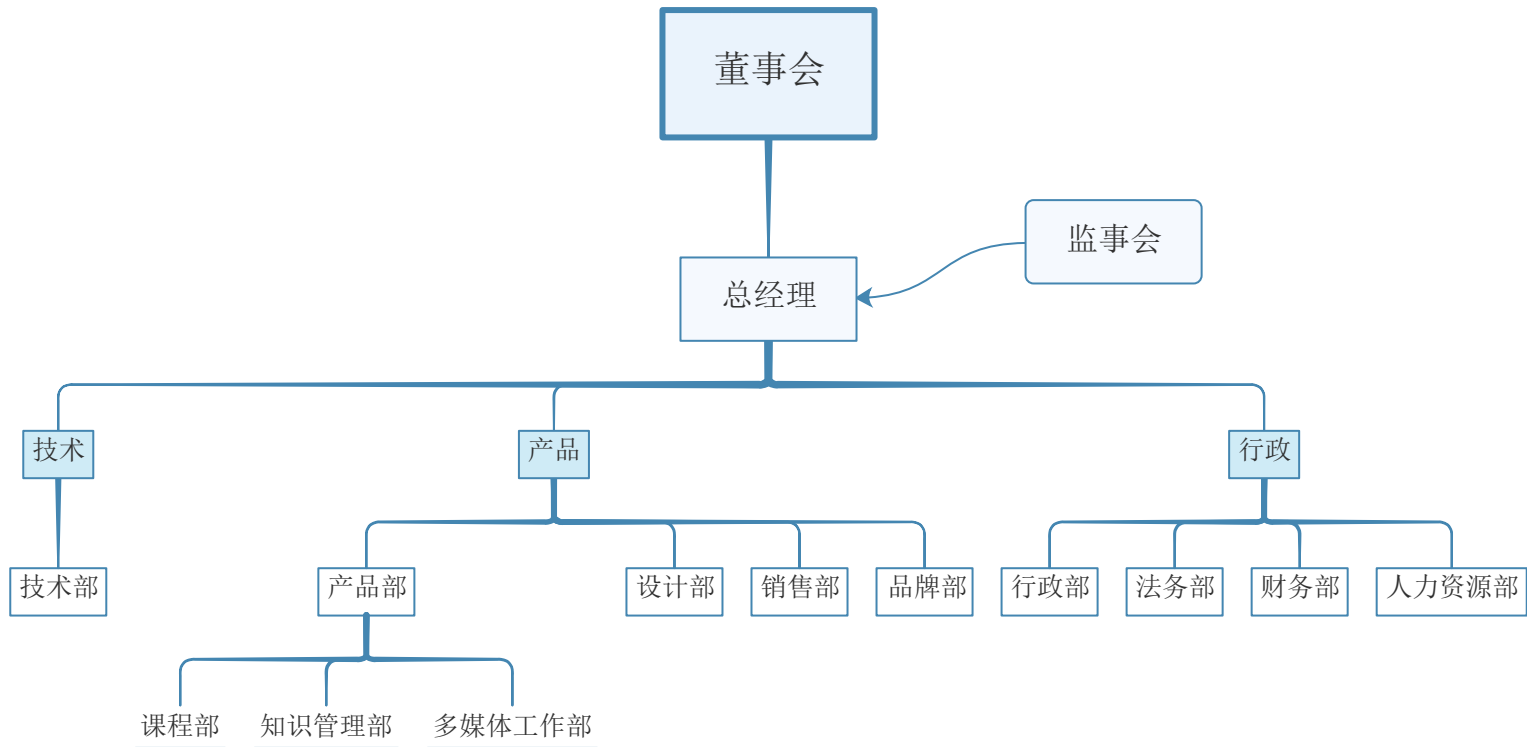 董事会
监事会
总经理
技术
产品
行政
技术部
产品部
设计部
销售部
品牌部
行政部
法务部
财务部
人力资源部
课程部
知识管理部
多媒体工作部